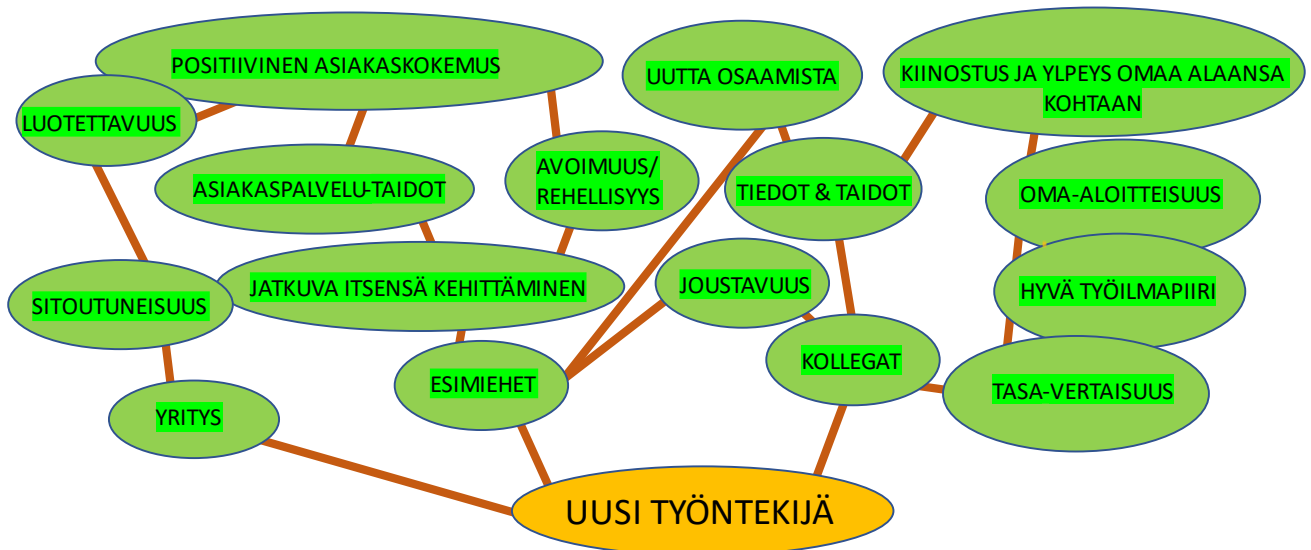 POSITIIVINEN ASIAKASKOKEMUS
UUTTA OSAAMISTA
KIINOSTUS JA YLPEYS OMAA ALAANSA
KOHTAAN
LUOTETTAVUUS
ASIAKASPALVELU-TAIDOT
AVOIMUUS/
REHELLISYYS
TIEDOT & TAIDOT
OMA-ALOITTEISUUS
SITOUTUNEISUUS
JATKUVA ITSENSÄ KEHITTÄMINEN
JOUSTAVUUS
HYVÄ TYÖILMAPIIRI
YRITYS
ESIMIEHET
KOLLEGAT
TASA-VERTAISUUS
UUSI TYÖNTEKIJÄ